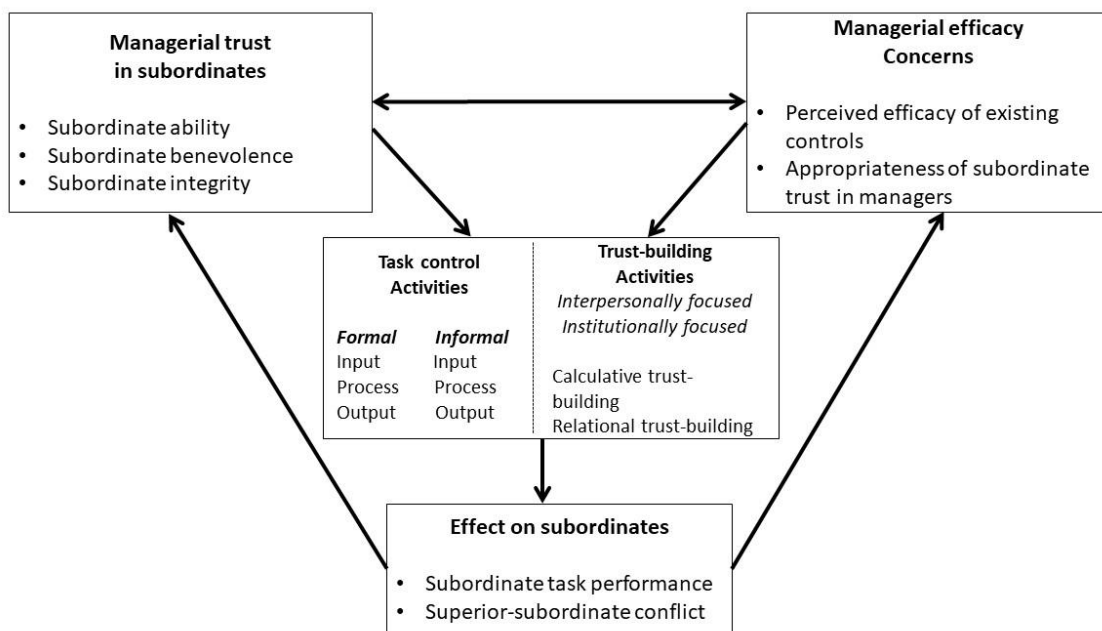 Managerial trust
in subordinates
• Subordinate ability
• Subordinate benevolence
• Subordinate integrity
Managerial efficacy
Concerns
• Perceived efficacy of existing
controls
• Appropriateness of subordinate
trust in managers
Task control
Activities
Formal Informal
Input Input
Process Process
Output Output
Trust-building
Activities
Interpersonally focused
Institutionally focused
Calculative trust-
building
Relational trust-building
Effect on subordinates
• Subordinate task performance
• Superior-subordinate conflict